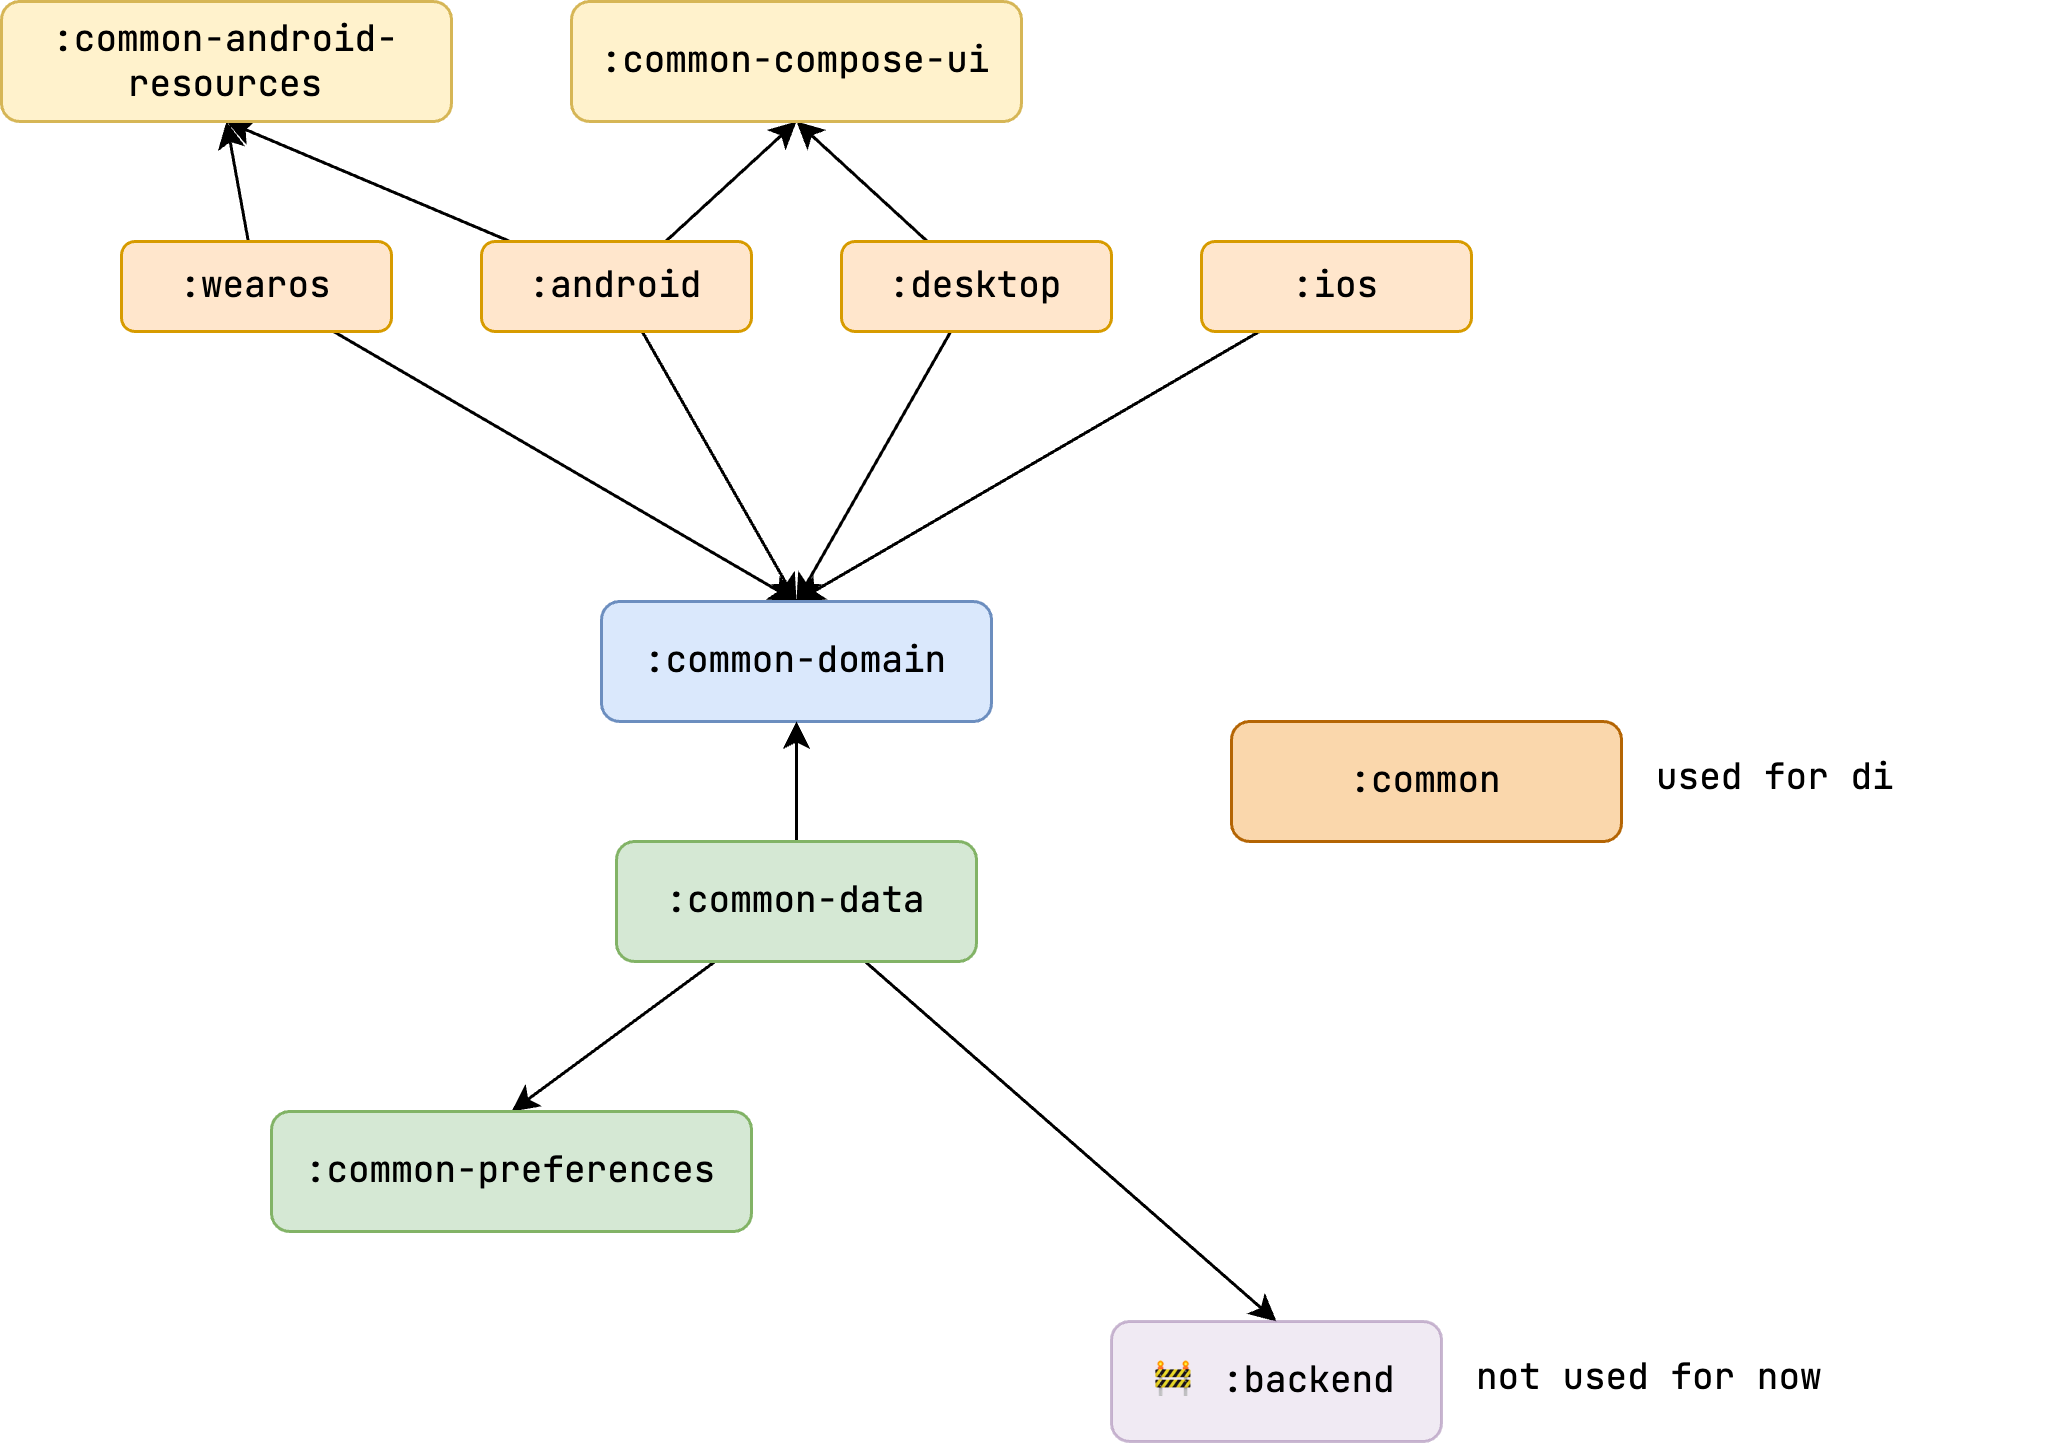 :common-android-
resources
:common-compose-ui
:wearos
:android
:desktop
:ios
:common-domain
:common
used for di
:common-data
:common-preferences
🚧 :backend
not used for now